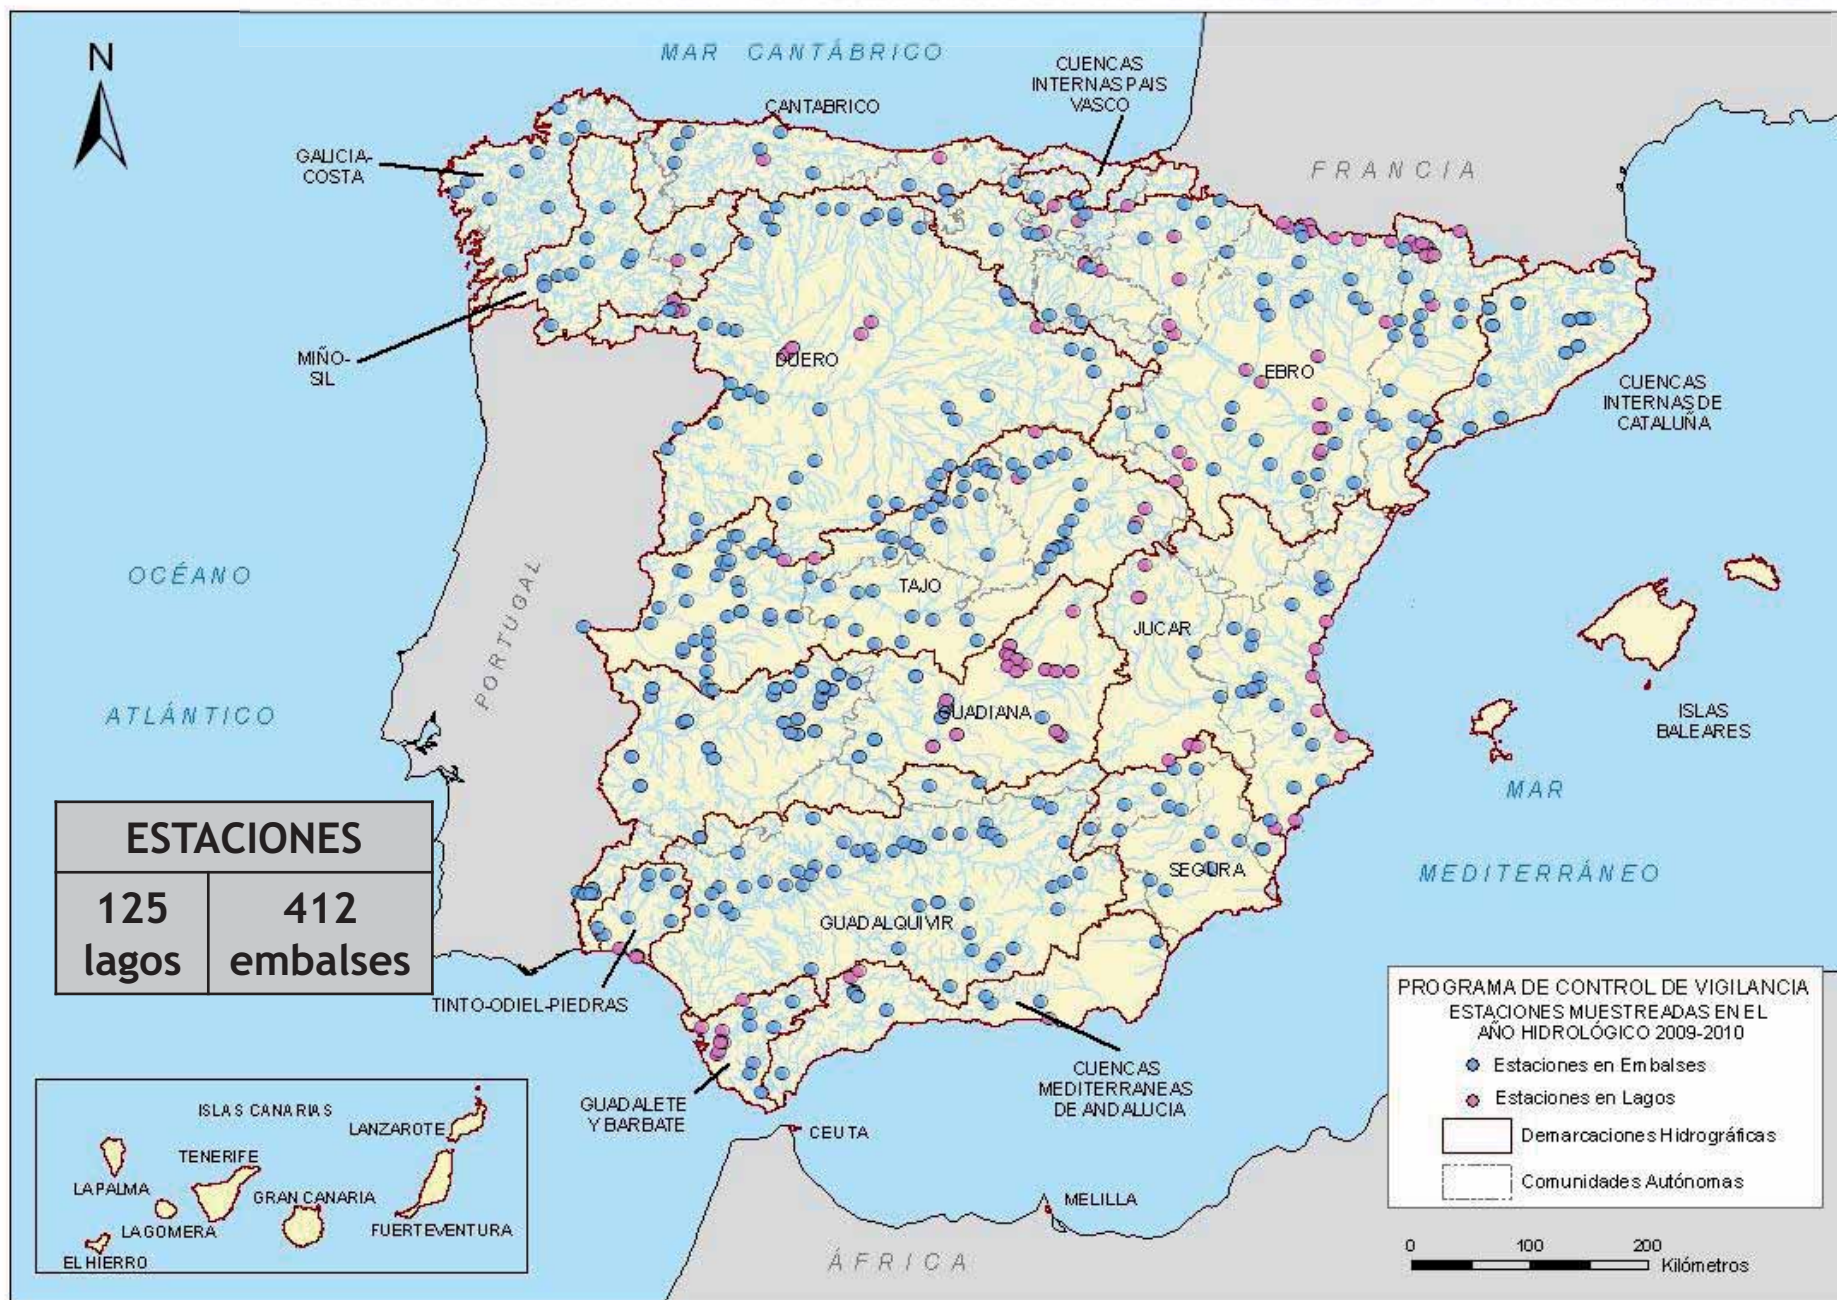 MAR CANTÁBRICO
N
CUENCAS
INTERNAS PAIS
VASCO
CANTABRICO
GALICIA-
COSTA
FRANCIA
MIÑO-
SIL
DUERO
EBRO
CUENCAS
INTERNAS DE
CATALUÑA
OCÉANO
ATLÁNTICO
PORTUGAL
TAJO
JUCAR
GUADIANA
ISLAS
BALEARES
MAR
MEDITERRÁNEO
SEGURA
GUADALQUIVIR
ESTACIONES
125
lagos
412
embalses
TINTO-ODIEL-PIEDRAS
GUADALETE
Y BARBATE
CUENCAS
MEDITERRANEAS
DE ANDALUCIA
CEUTA
MELILLA
ÁFRICA
ISLAS CANARIAS
LANZAROTE
TENERIFE
LA PALMA
GRAN CANARIA
LA GOMERA
FUERTEVENTURA
EL HIERRO
PROGRAMA DE CONTROL DE VIGILANCIA
ESTACIONES MUESTREADAS EN EL
AÑO HIDROLÓGICO 2009-2010
Estaciones en Embalses
Estaciones en Lagos
Demarcaciones Hidrográficas
Comunidades Autónomas
0 100 200
Kilómetros